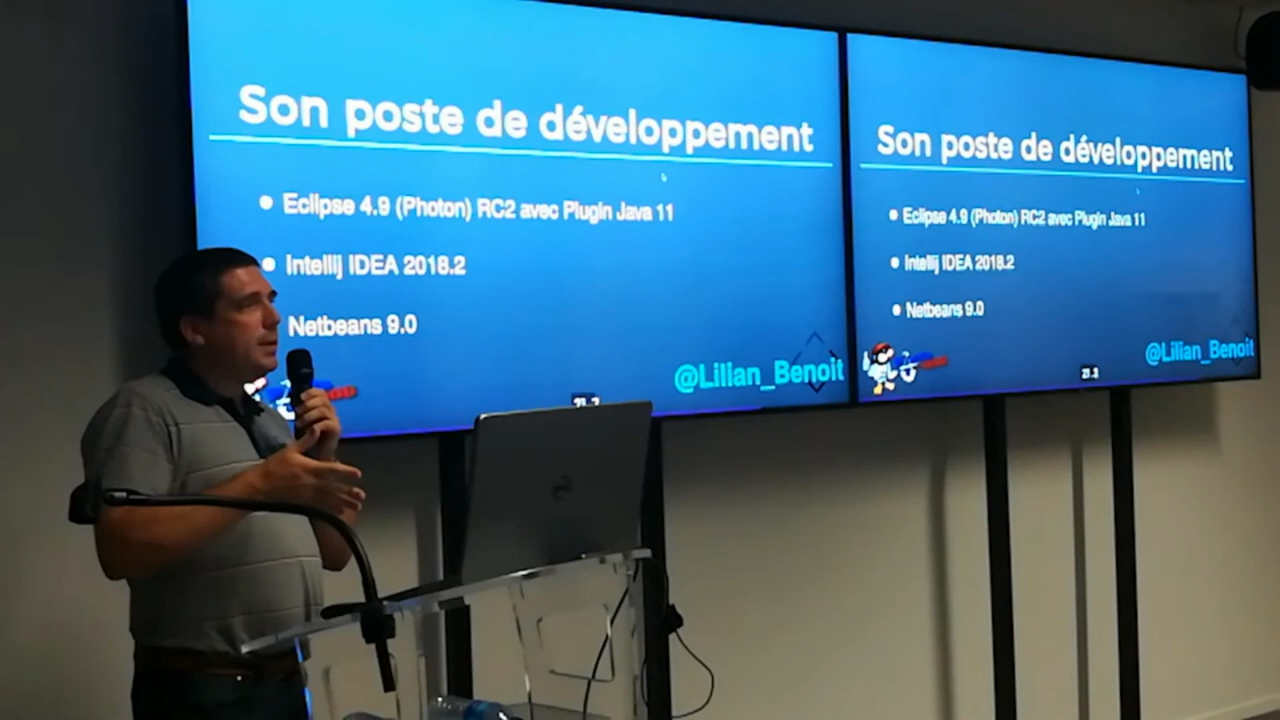 Son poste de développement
Eclipse 4.9 (Photon) RC2 avec Plugin Java 11
Intellij IDEA 2018.2
Netbeans 9.0
@Lilian_Benoit
Son poste de développement
Eclipse 4.9 (Photon) RC2 avec Plugin Java 11
Intellij IDEA 2018.2
Netbeans 9.0
@Lilian_Benoit